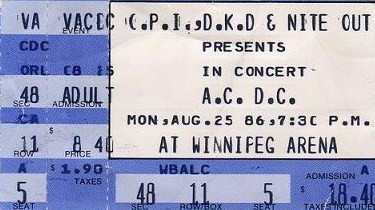 VA VACDC C.P.I., D.K.D & NITE OUT
EVENT
CDC PRESENTS
ORL C8 15 IN CONCERT
48 ADULT A.C. D.C.
SEC ADMISSION
CA MON, AUG. 25 86, 7:30 P.M.
11 $ 8 40 AT WINNIPEG ARENA
ROW PRICE
A $1.90 WBALC ADMISSION A
TAXES
5 48 11 5 $ 18.40
SEAT SEC ROW/BOX SEAT TAXES INCLUDED